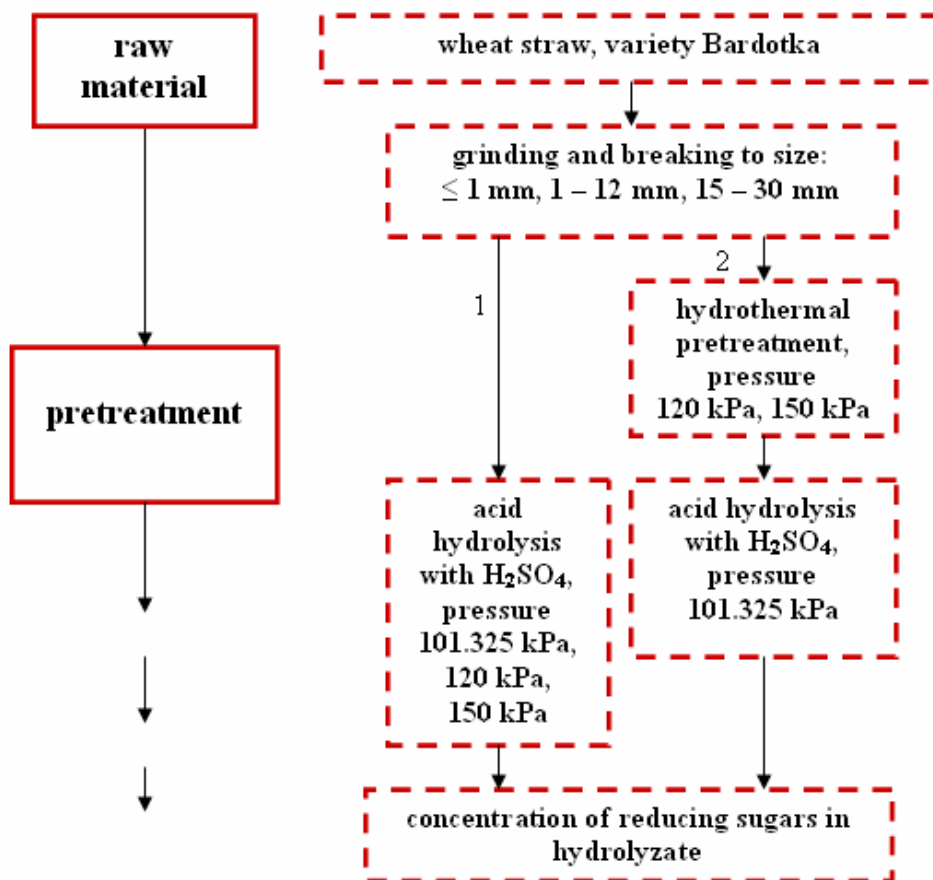 raw
material
pretreatment
wheat straw, variety Bardotka
grinding and breaking to size:
≤ 1 mm, 1 – 12 mm, 15 – 30 mm
1
2
hydrothermal
pretreatment,
pressure
120 kPa, 150 kPa
acid
hydrolysis
with H₂SO₄,
pressure
101.325 kPa,
120 kPa,
150 kPa
acid hydrolysis
with H₂SO₄,
pressure
101.325 kPa
concentration of reducing sugars in
hydrolyzate